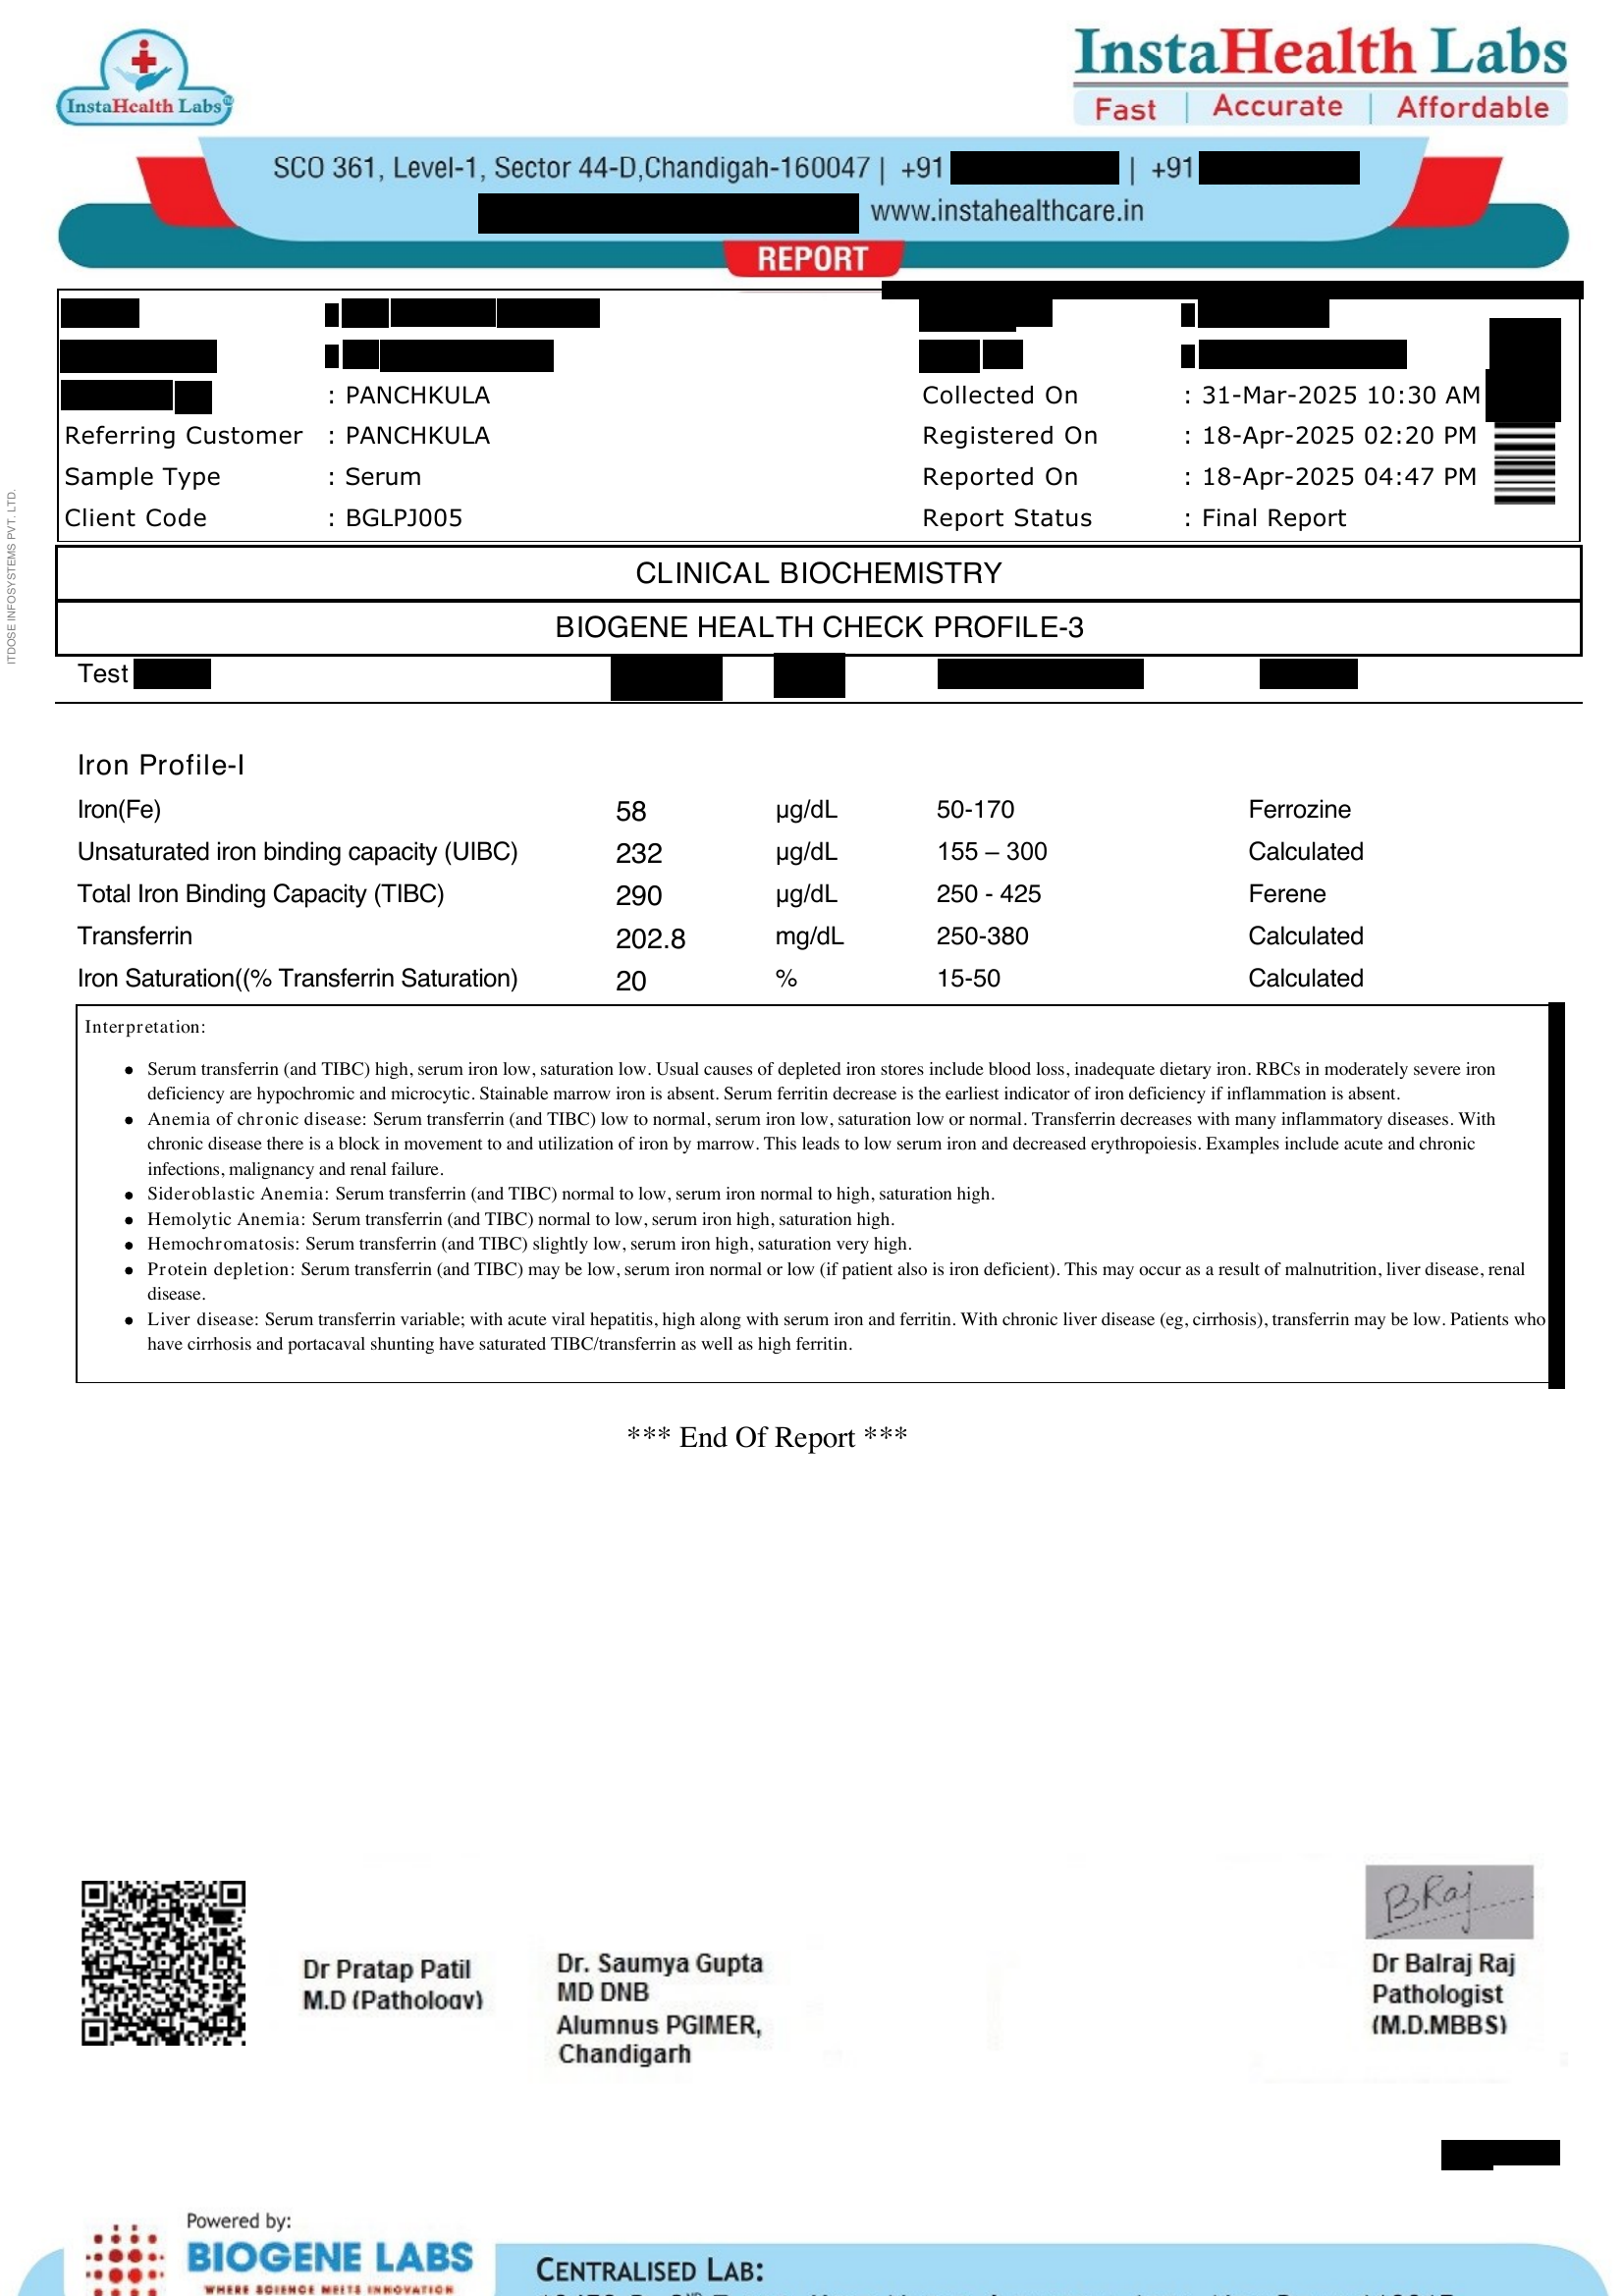 InstaHealth Labs
InstaHealth Labs
Fast | Accurate | Affordable
SCO 361, Level-1, Sector 44-D,Chandigah-160047 | +91 | +91
www.instahealthcare.in
REPORT
: PANCHKULA Collected On : 31-Mar-2025 10:30 AM
Referring Customer : PANCHKULA Registered On : 18-Apr-2025 02:20 PM
Sample Type : Serum Reported On : 18-Apr-2025 04:47 PM
Client Code : BGLPJ005 Report Status : Final Report
ITDOSE INFOSYSTEMS PVT. LTD.
CLINICAL BIOCHEMISTRY
BIOGENE HEALTH CHECK PROFILE-3
Test
Iron Profile-I
Iron(Fe) 58 µg/dL 50-170 Ferrozine
Unsaturated iron binding capacity (UIBC) 232 µg/dL 155 – 300 Calculated
Total Iron Binding Capacity (TIBC) 290 µg/dL 250 - 425 Ferene
Transferrin 202.8 mg/dL 250-380 Calculated
Iron Saturation((% Transferrin Saturation) 20 % 15-50 Calculated
Interpretation:
● Serum transferrin (and TIBC) high, serum iron low, saturation low. Usual causes of depleted iron stores include blood loss, inadequate dietary iron. RBCs in moderately severe iron
deficiency are hypochromic and microcytic. Stainable marrow iron is absent. Serum ferritin decrease is the earliest indicator of iron deficiency if inflammation is absent.
● Anemia of chronic disease: Serum transferrin (and TIBC) low to normal, serum iron low, saturation low or normal. Transferrin decreases with many inflammatory diseases. With
chronic disease there is a block in movement to and utilization of iron by marrow. This leads to low serum iron and decreased erythropoiesis. Examples include acute and chronic
infections, malignancy and renal failure.
● Sideroblastic Anemia: Serum transferrin (and TIBC) normal to low, serum iron normal to high, saturation high.
● Hemolytic Anemia: Serum transferrin (and TIBC) normal to low, serum iron high, saturation high.
● Hemochromatosis: Serum transferrin (and TIBC) slightly low, serum iron high, saturation very high.
● Protein depletion: Serum transferrin (and TIBC) may be low, serum iron normal or low (if patient also is iron deficient). This may occur as a result of malnutrition, liver disease, renal
disease.
● Liver disease: Serum transferrin variable; with acute viral hepatitis, high along with serum iron and ferritin. With chronic liver disease (eg, cirrhosis), transferrin may be low. Patients who
have cirrhosis and portacaval shunting have saturated TIBC/transferrin as well as high ferritin.
*** End Of Report ***
BRaj
Dr Pratap Patil
M.D (Pathology)
Dr. Saumya Gupta
MD DNB
Alumnus PGIMER,
Chandigarh
Dr Balraj Raj
Pathologist
(M.D.MBBS)
Powered by:
BIOGENE LABS
WHERE SCIENCE MEETS INNOVATION
CENTRALISED LAB: